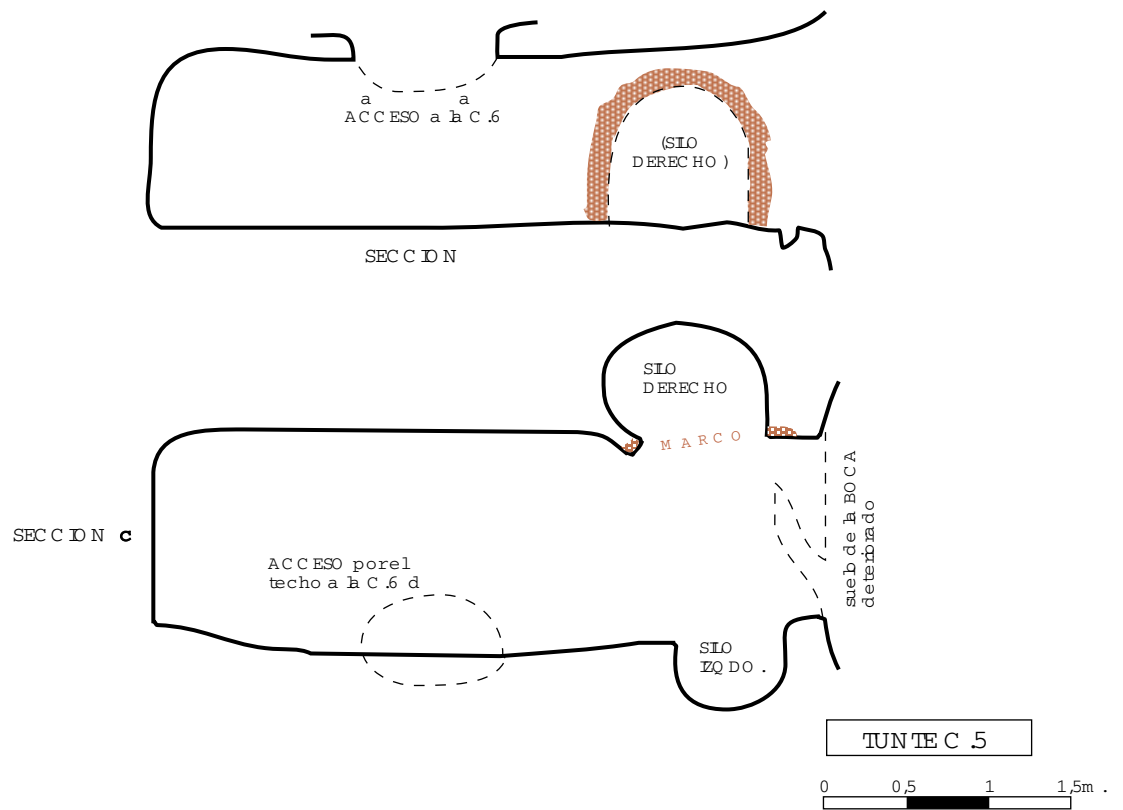 a a
ACCESO a la C.6
(SILO
DERECHO)
SECCION
SILO
DERECHO
MARCO
SECCION c
ACCESO por el
techo a la C.6 d
suelo de la BOCA
deteriorado
SILO
IZQDO.
TUNTE C.5
0 0,5 1 1,5m.